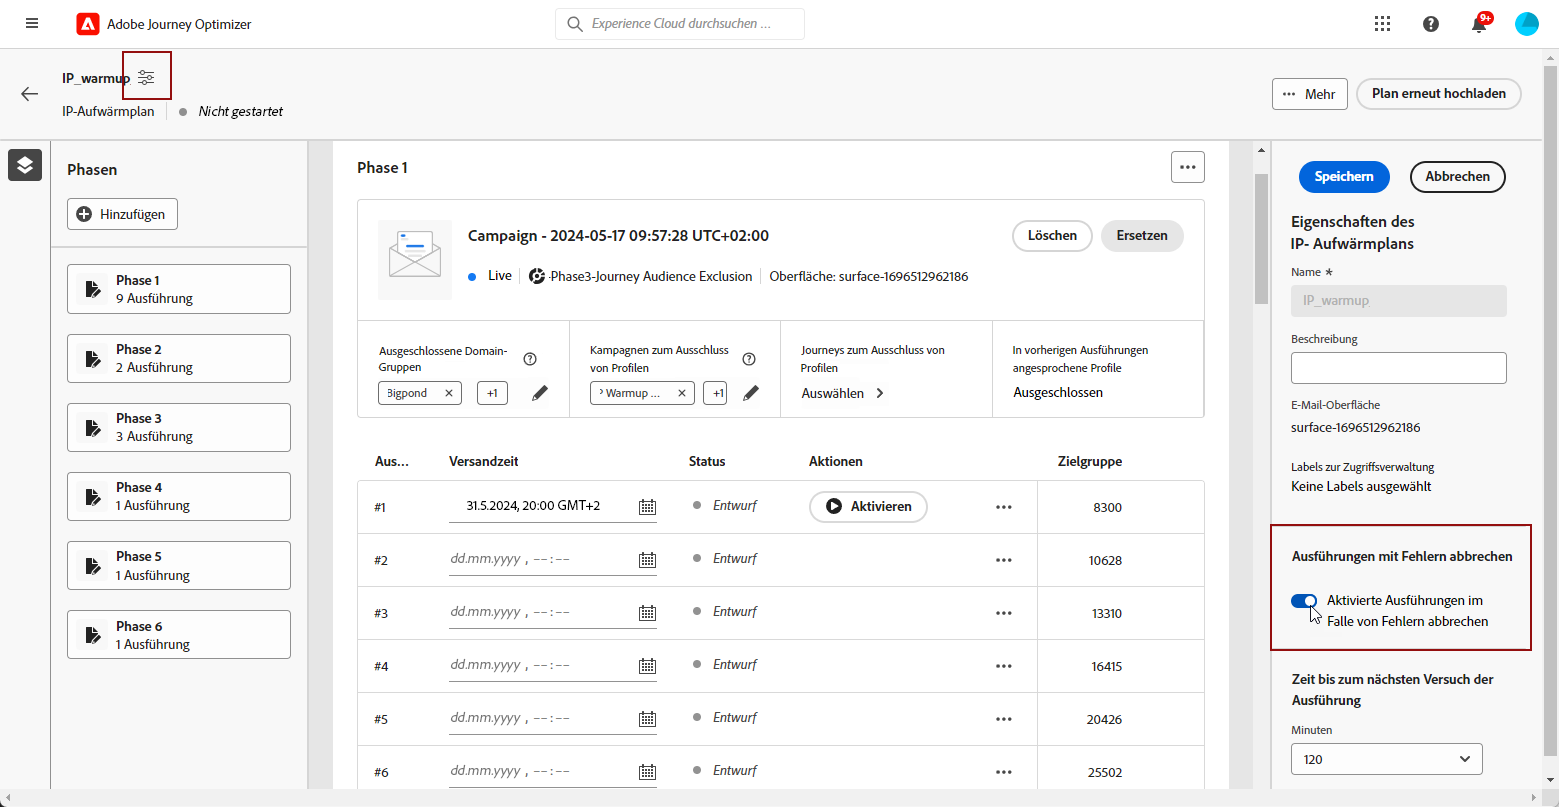 Adobe Journey Optimizer
Experience Cloud durchsuchen ...
9+
IP_warmup
IP-Aufwärmplan
Nicht gestartet
Mehr
Plan erneut hochladen
Phasen
Hinzufügen
Phase 1
9 Ausführung
Phase 2
2 Ausführung
Phase 3
3 Ausführung
Phase 4
1 Ausführung
Phase 5
1 Ausführung
Phase 6
1 Ausführung
Phase 1
Campaign - 2024-05-17 09:57:28 UTC+02:00
Löschen
Ersetzen
Live
Phase3-Journey Audience Exclusion
Oberfläche: surface-1696512962186
Ausgeschlossene Domain-
Gruppen
Bigpond
+1
Kampagnen zum Ausschluss
von Profilen
Warmup ...
+1
Journeys zum Ausschluss von
Profilen
Auswählen
In vorherigen Ausführungen
angesprochene Profile
Ausgeschlossen
Aus... Versandzeit Status Aktionen Zielgruppe
#1 31.5.2024, 20:00 GMT+2 Entwurf Aktivieren 8300
#2 dd.mm.yyyy , --:-- Entwurf 10628
#3 dd.mm.yyyy , --:-- Entwurf 13310
#4 dd.mm.yyyy , --:-- Entwurf 16415
#5 dd.mm.yyyy , --:-- Entwurf 20426
#6 dd.mm.yyyy , --:-- Entwurf 25502
Speichern
Abbrechen
Eigenschaften des
IP- Aufwärmplans
Name *
IP_warmup
Beschreibung
E-Mail-Oberfläche
surface-1696512962186
Labels zur Zugriffsverwaltung
Keine Labels ausgewählt
Ausführungen mit Fehlern abbrechen
Aktivierte Ausführungen im
Falle von Fehlern abbrechen
Zeit bis zum nächsten Versuch der
Ausführung
Minuten
120